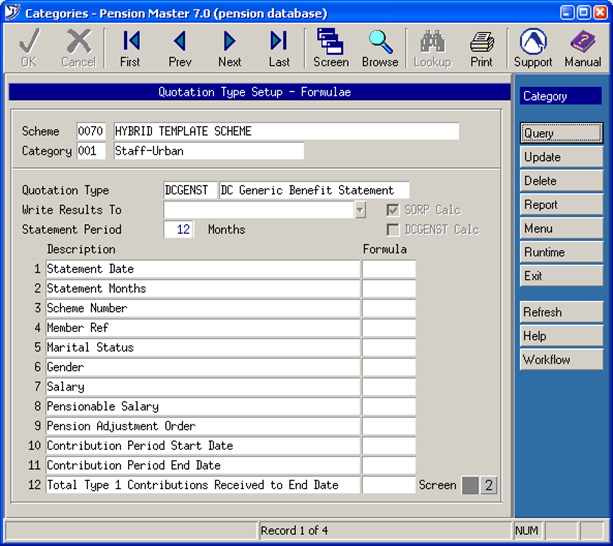 Categories - Pension Master 7.0 (pension database)
OK Cancel First Prev Next Last Screen Browse Lookup Print Support Manual
Quotation Type Setup - Formulae
Category
Scheme 0070 HYBRID TEMPLATE SCHEME
Category 001 Staff-Urban
Query
Update
Delete
Report
Menu
Runtime
Exit
Refresh
Help
Workflow
Quotation Type DCGENST DC Generic Benefit Statement
Write Results To SORP Calc
Statement Period 12 Months DCGENST Calc
Description Formula
1 Statement Date
2 Statement Months
3 Scheme Number
4 Member Ref
5 Marital Status
6 Gender
7 Salary
8 Pensionable Salary
9 Pension Adjustment Order
10 Contribution Period Start Date
11 Contribution Period End Date
12 Total Type 1 Contributions Received to End Date Screen 2
Record 1 of 4 NUM